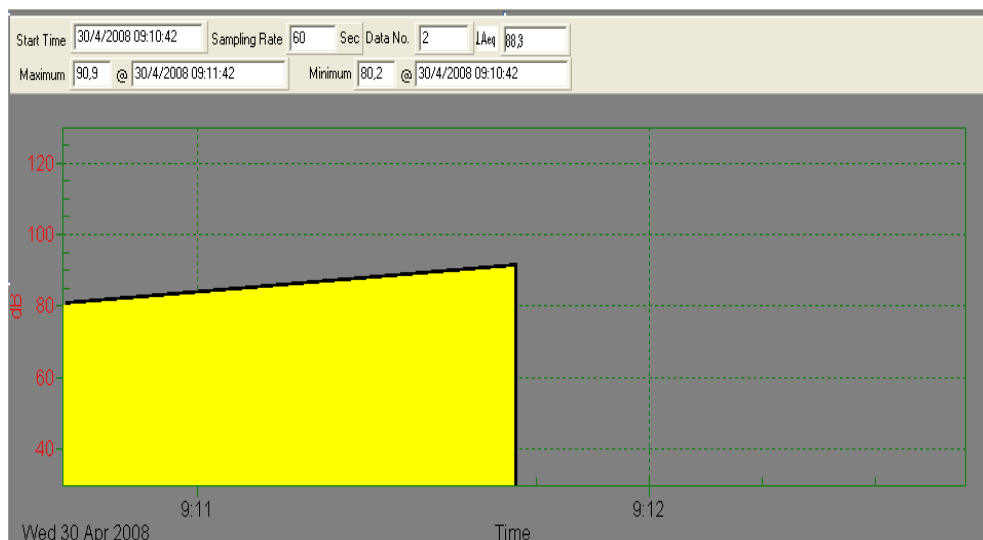 Start Time 30/4/2008 09:10:42 Sampling Rate 60 Sec Data No. 2 LAeq 88,3
Maximum 90,9 @ 30/4/2008 09:11:42 Minimum 80,2 @ 30/4/2008 09:10:42
120
100
80
dB
60
40
9:11 9:12
Wed 30 Apr 2008 Time